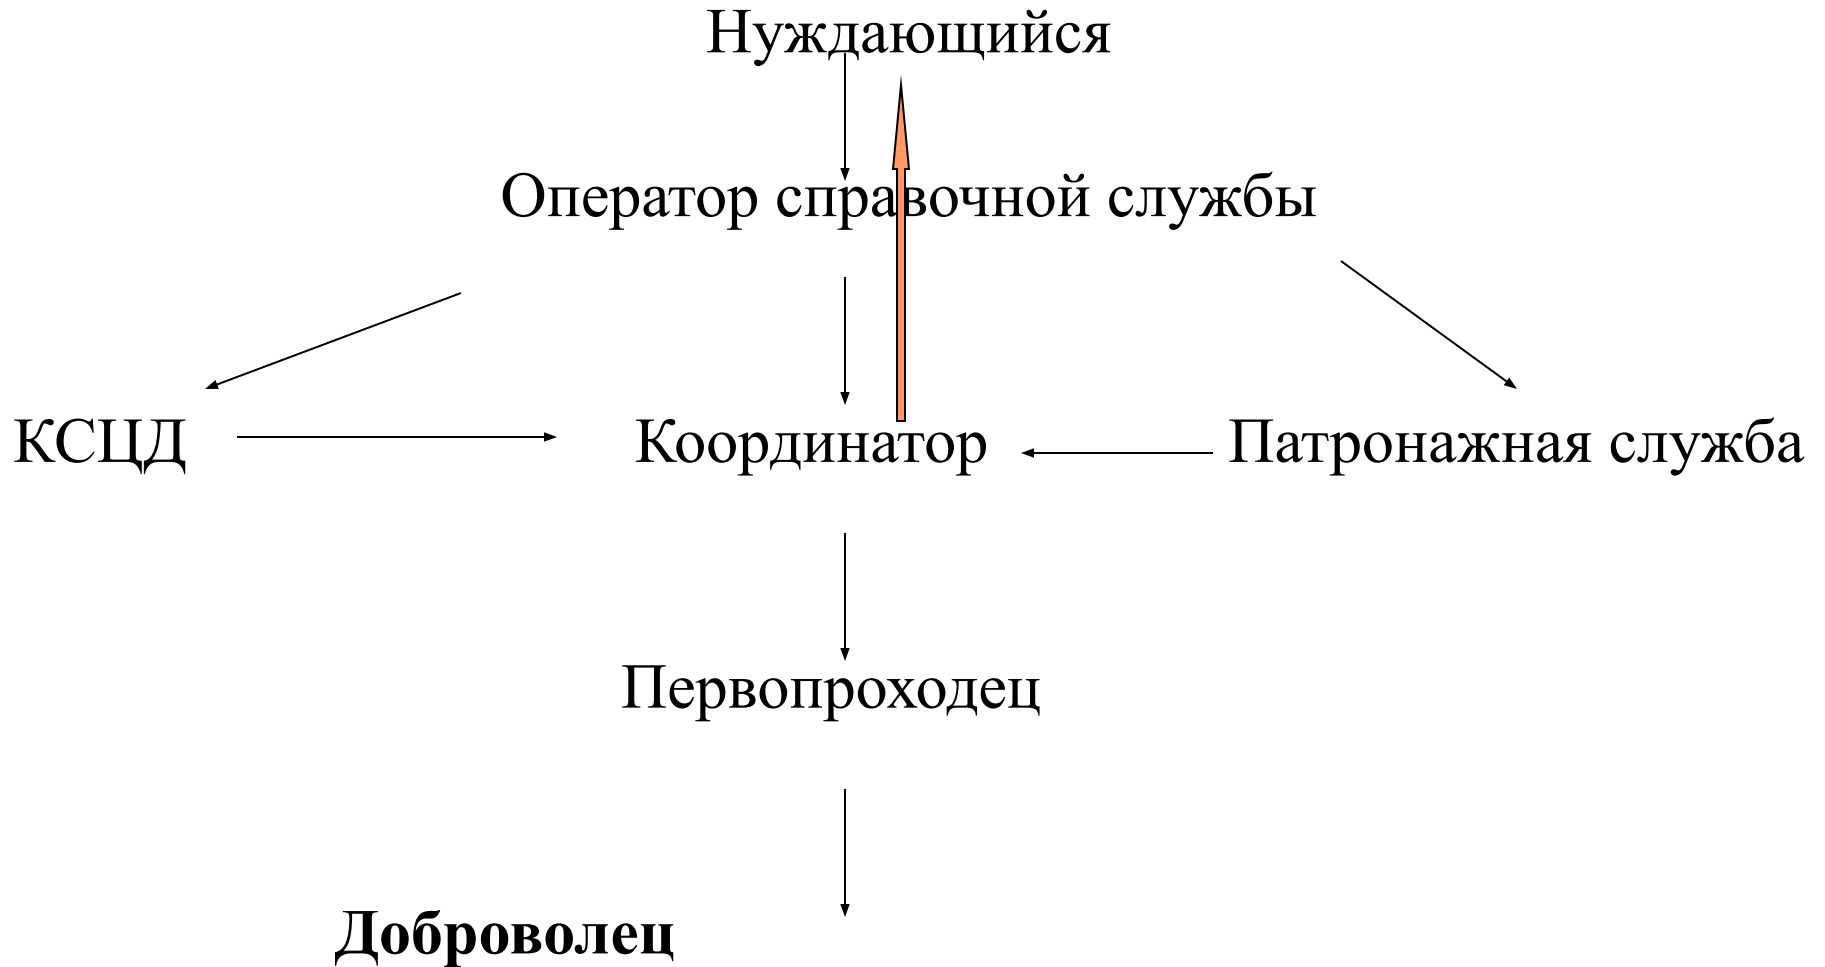 Нуждающийся
Оператор справочной службы
КСЦД
Координатор
Патронажная служба
Первопроходец
Доброволец